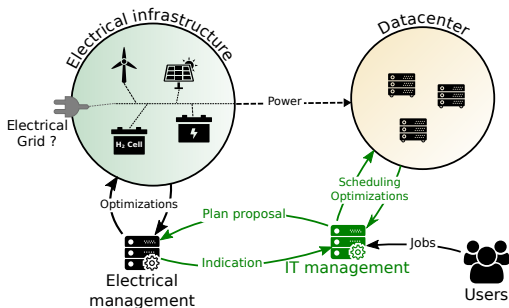 Electrical infrastructure
Datacenter
H₂ Cell
Electrical
Grid ?
Power
Optimizations
Scheduling
Optimizations
Plan proposal
Indication
Jobs
Electrical
management
IT management
Users